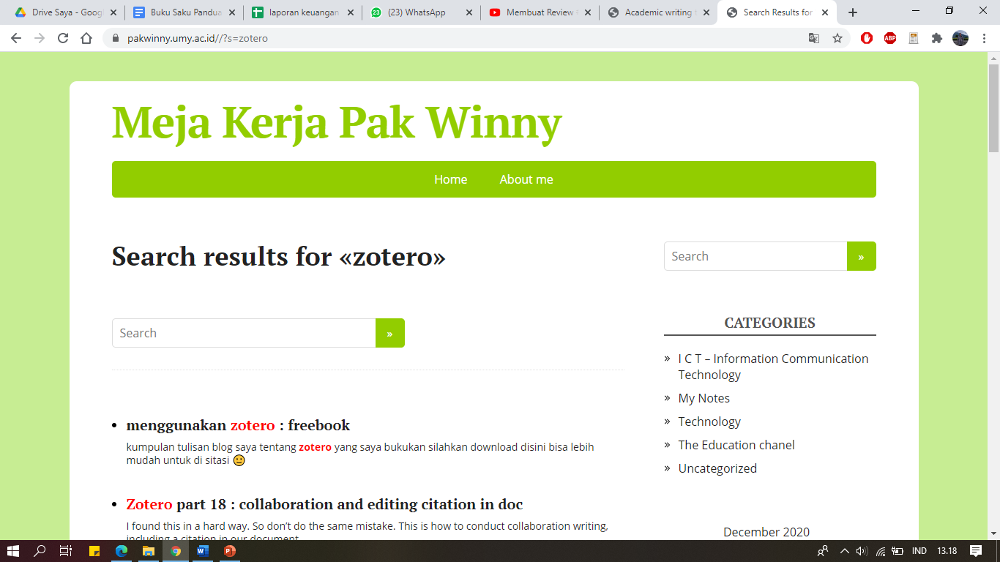 Drive Saya - Goog
Buku Saku Pandua
laporan keuangan
(23) WhatsApp
Membuat Review
Academic writing
Search Results for
pakwinny.umy.ac.id//?s=zotero
Meja Kerja Pak Winny
Home
About me
Search results for «zotero»
Search
»
Search
»
menggunakan zotero : freebook
kumpulan tulisan blog saya tentang zotero yang saya bukukan silahkan download disini bisa lebih
mudah untuk di sitasi
Zotero part 18 : collaboration and editing citation in doc
I found this in a hard way. So don’t do the same mistake. This is how to conduct collaboration writing,
including a citation in our document
CATEGORIES
» I C T – Information Communication
Technology
» My Notes
» Technology
» The Education chanel
» Uncategorized
December 2020
IND
13.18